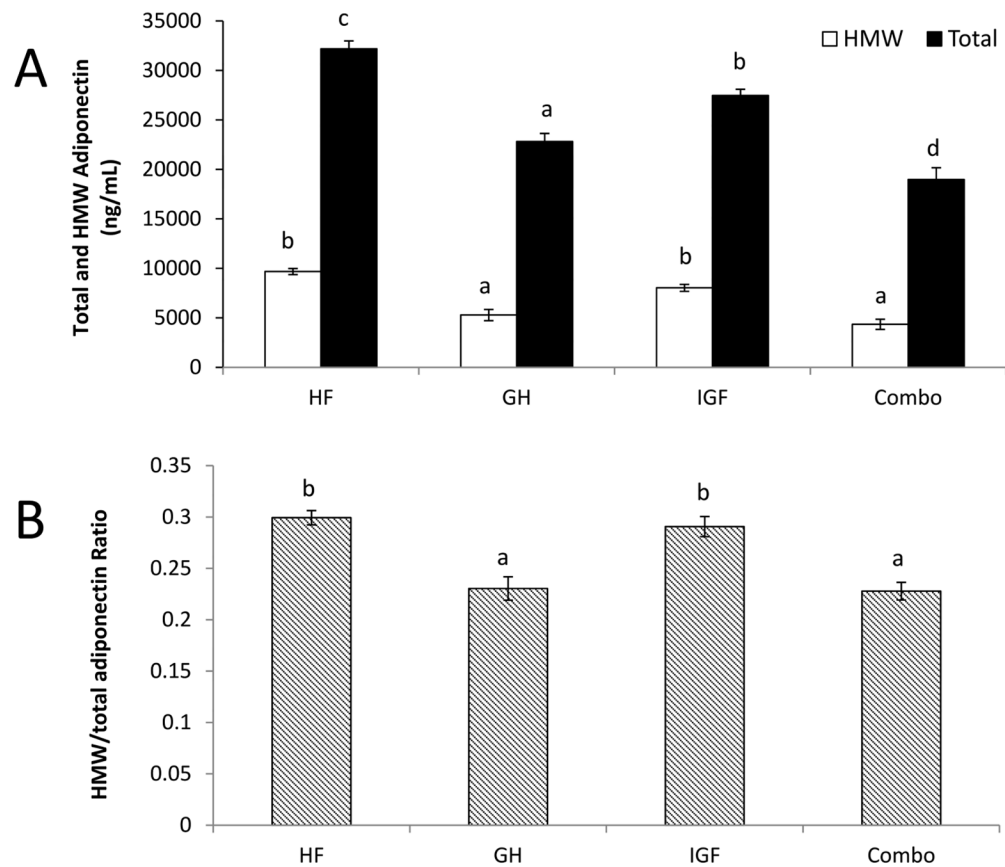 A
Total and HMW Adiponectin
(ng/mL)
35000
30000
25000
20000
15000
10000
5000
0
HMW Total
c
b
a
a
b
b
d
a
HF GH IGF Combo
B
HMW/total adiponectin Ratio
0.35
0.3
0.25
0.2
0.15
0.1
0.05
0
b
a
b
a
HF GH IGF Combo